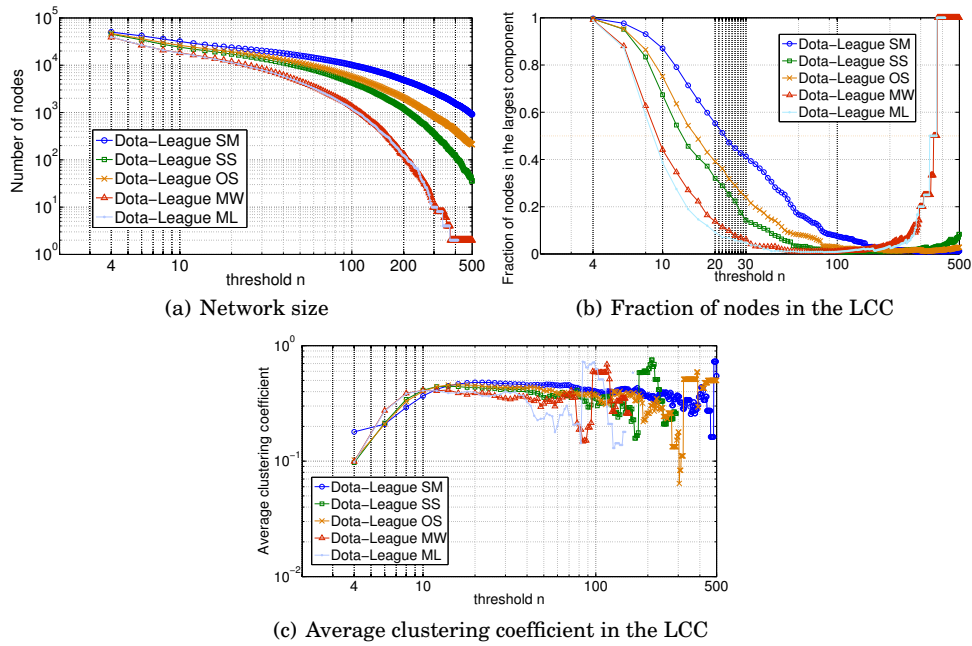 Number of nodes
10^5
10^4
10^3
10^2
10^1
10^0
Dota-League SM
Dota-League SS
Dota-League OS
Dota-League MW
Dota-League ML
4 10 100 200 500
threshold n
(a) Network size
Fraction of nodes in the largest component
1
0.8
0.6
0.4
0.2
0
Dota-League SM
Dota-League SS
Dota-League OS
Dota-League MW
Dota-League ML
4 10 20 30 100 500
threshold n
(b) Fraction of nodes in the LCC
Average clustering coefficient
10^0
10^-1
10^-2
Dota-League SM
Dota-League SS
Dota-League OS
Dota-League MW
Dota-League ML
4 10 100 500
threshold n
(c) Average clustering coefficient in the LCC